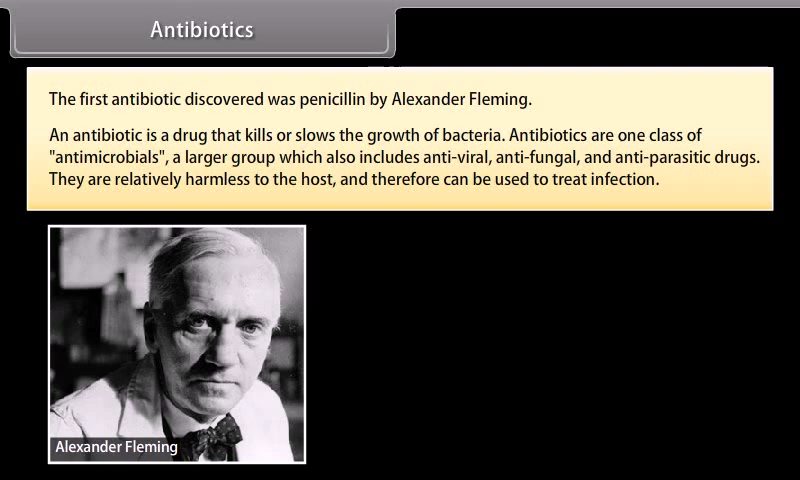 Antibiotics
The first antibiotic discovered was penicillin by Alexander Fleming.
An antibiotic is a drug that kills or slows the growth of bacteria. Antibiotics are one class of
"antimicrobials", a larger group which also includes anti-viral, anti-fungal, and anti-parasitic drugs.
They are relatively harmless to the host, and therefore can be used to treat infection.
Alexander Fleming